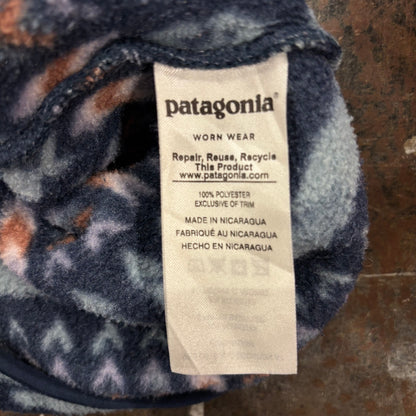 patagonia®
WORN WEAR
Repair, Reuse, Recycle
This Product
www.patagonia.com
100% POLYESTER
EXCLUSIVE OF TRIM
MADE IN NICARAGUA
FABRIQUÉ AU NICARAGUA
HECHO EN NICARAGUA